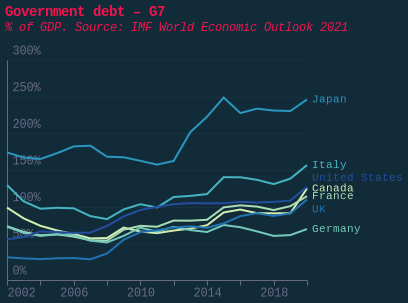 Government debt – G7
% of GDP. Source: IMF World Economic Outlook 2021
300%
250%
200%
150%
100%
50%
0%
Japan
Italy
United States
Canada
France
UK
Germany
2002 2006 2010 2014 2018